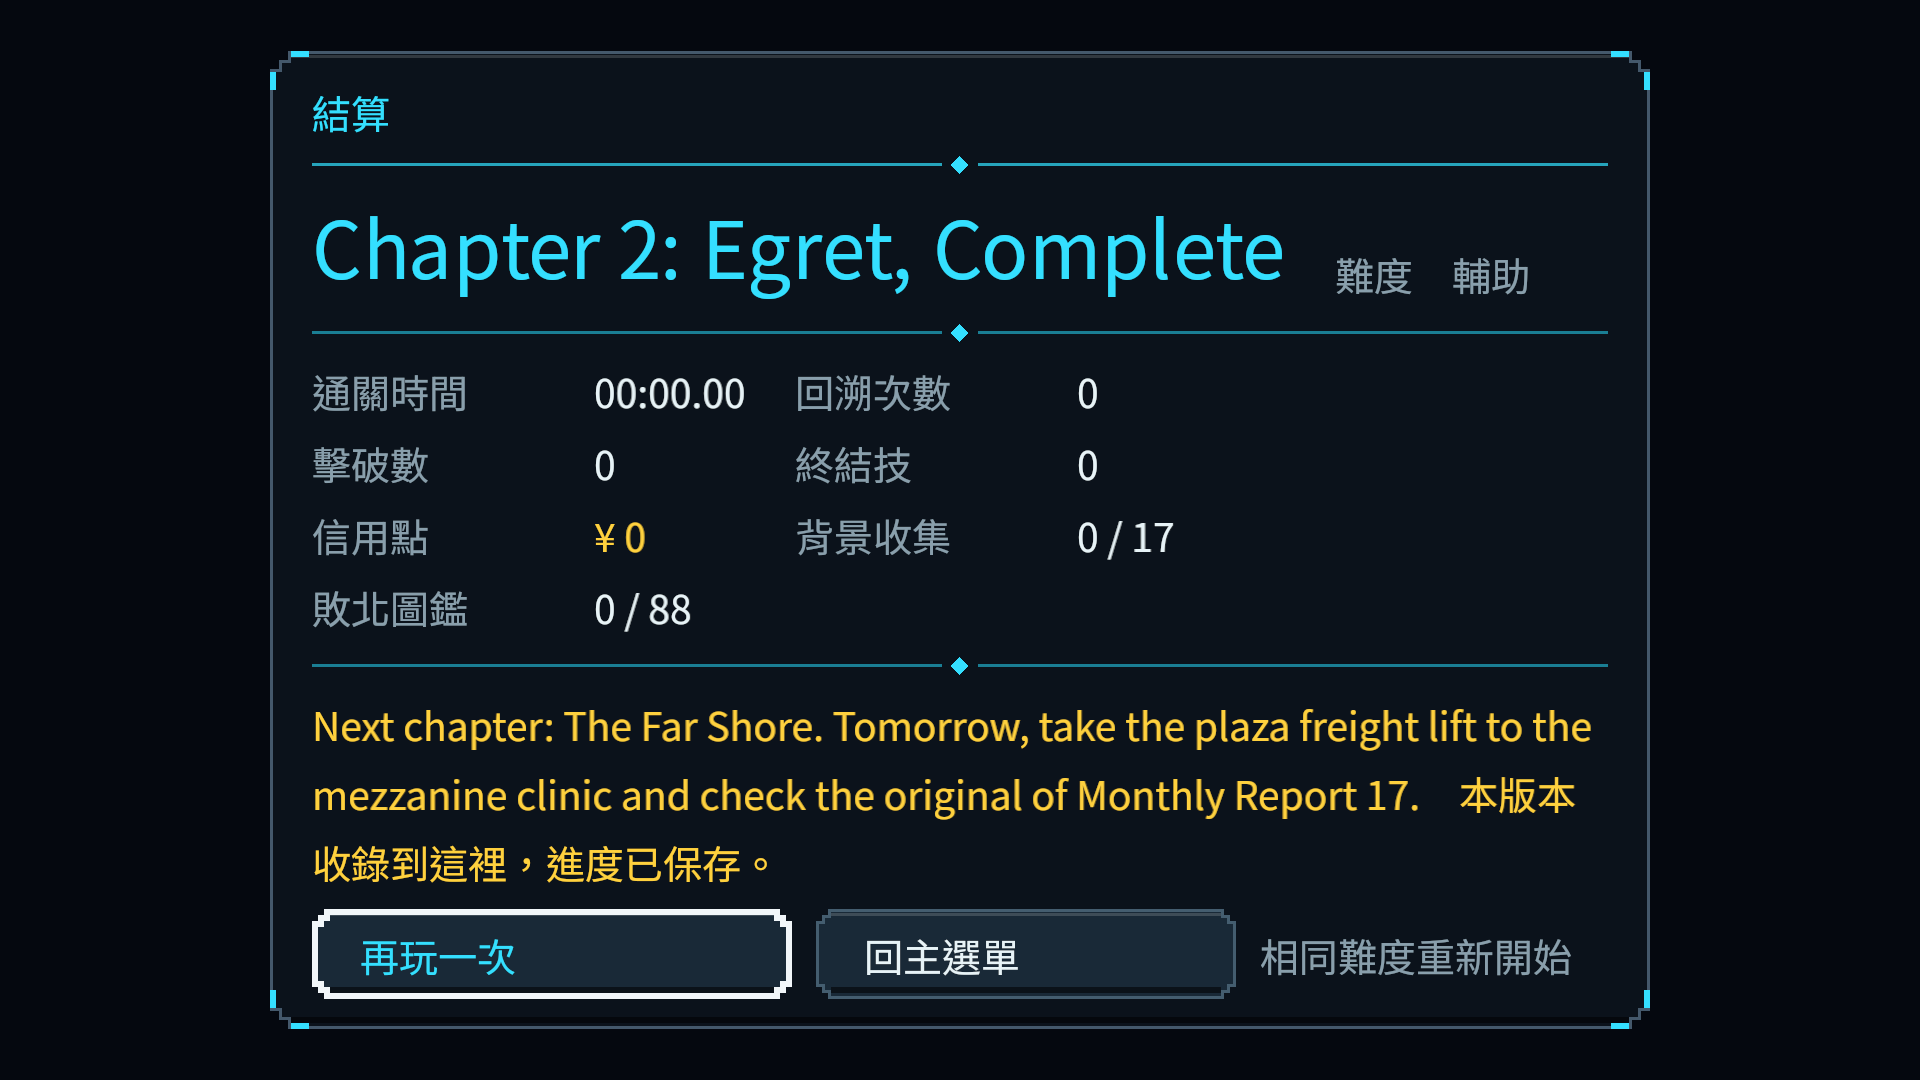 結算
Chapter 2: Egret, Complete 難度 輔助
通關時間 00:00.00 回溯次數 0
擊破數 0 終結技 0
信用點 ¥ 0 背景收集 0 / 17
敗北圖鑑 0 / 88
Next chapter: The Far Shore. Tomorrow, take the plaza freight lift to the
mezzanine clinic and check the original of Monthly Report 17. 本版本
收錄到這裡，進度已保存。
再玩一次 回主選單 相同難度重新開始